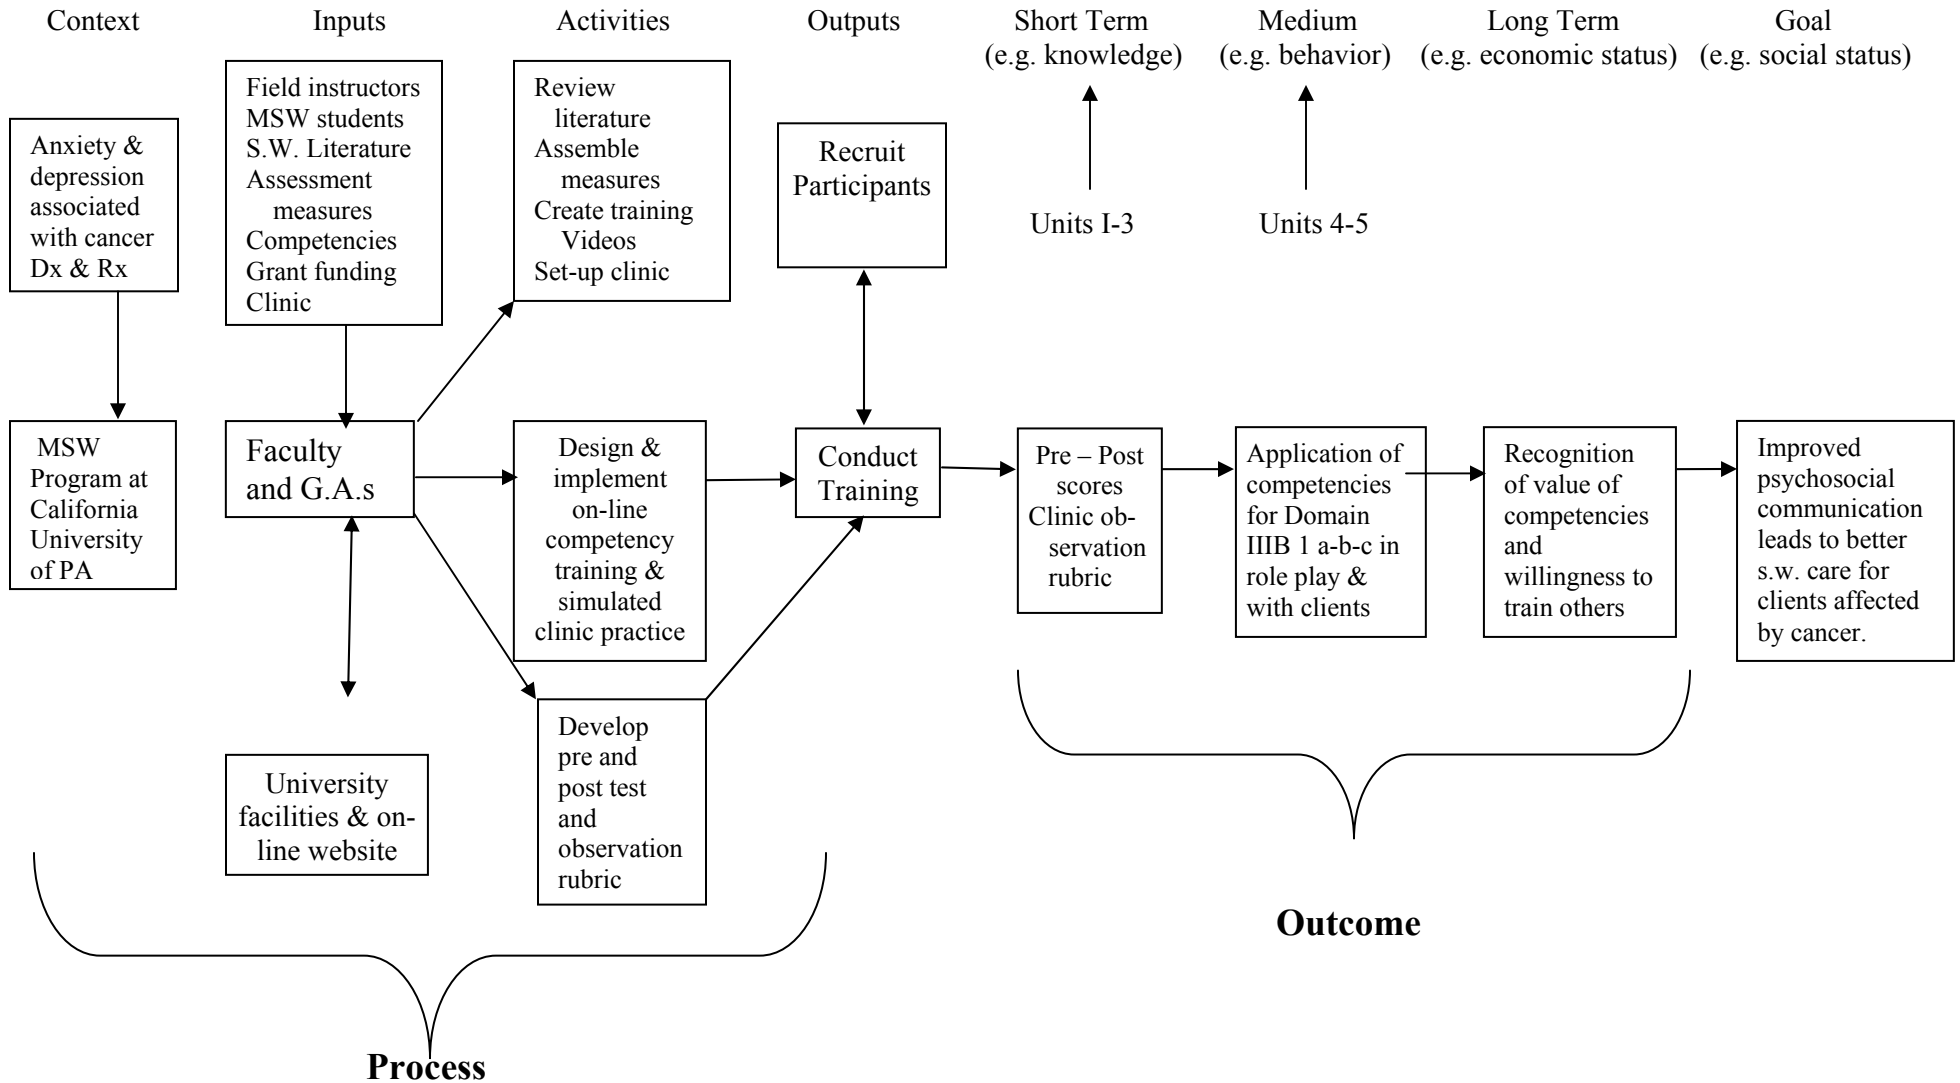 Context
Inputs
Activities
Outputs
Short Term
(e.g. knowledge)
Medium
(e.g. behavior)
Long Term
(e.g. economic status)
Goal
(e.g. social status)
Anxiety &
depression
associated
with cancer
Dx & Rx
Field instructors
MSW students
S.W. Literature
Assessment
measures
Competencies
Grant funding
Clinic
Review
literature
Assemble
measures
Create training
Videos
Set-up clinic
Recruit
Participants
Units I-3
Units 4-5
MSW
Program at
California
University
of PA
Faculty
and G.A.s
Design &
implement
on-line
competency
training &
simulated
clinic practice
Conduct
Training
Pre – Post
scores
Clinic ob-
servation
rubric
Application of
competencies
for Domain
IIIB 1 a-b-c in
role play &
with clients
Recognition
of value of
competencies
and
willingness to
train others
Improved
psychosocial
communication
leads to better
s.w. care for
clients affected
by cancer.
University
facilities & on-
line website
Develop
pre and
post test
and
observation
rubric
Outcome
Process